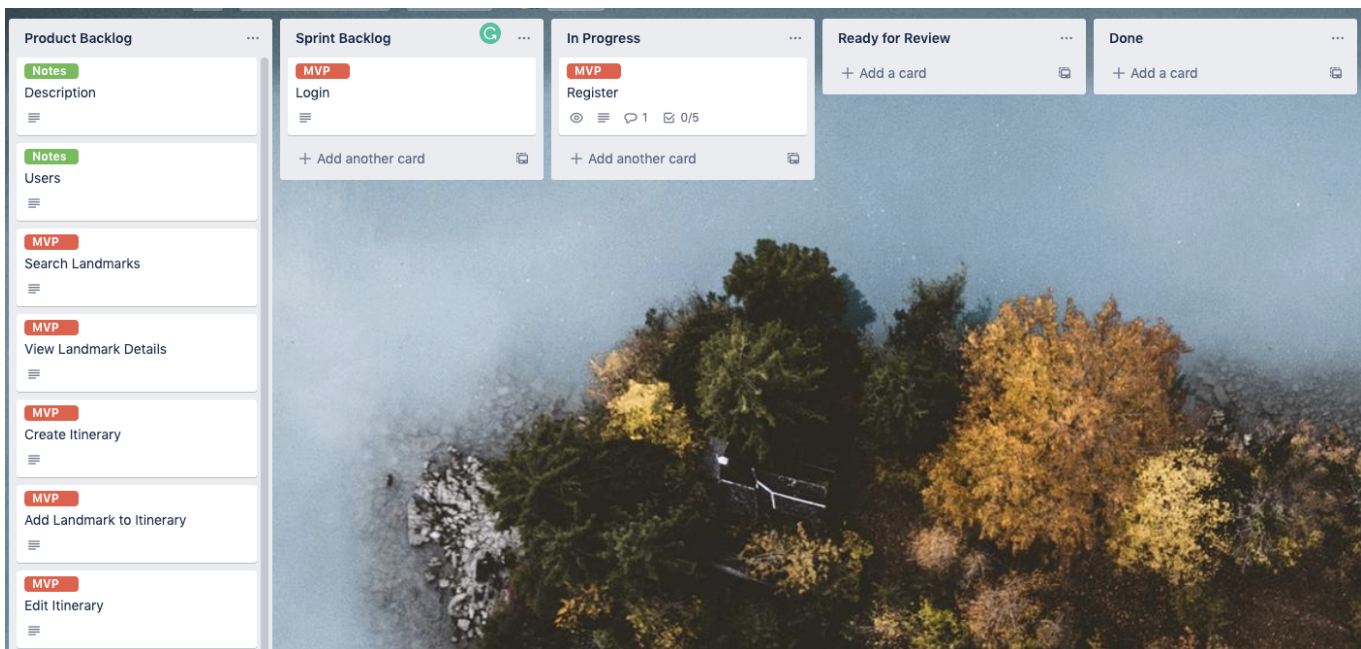 Product Backlog
Notes
Description
Notes
Users
MVP
Search Landmarks
MVP
View Landmark Details
MVP
Create Itinerary
MVP
Add Landmark to Itinerary
MVP
Edit Itinerary
Sprint Backlog
MVP
Login
+ Add another card
In Progress
MVP
Register
1
0/5
+ Add another card
Ready for Review
+ Add a card
Done
+ Add a card